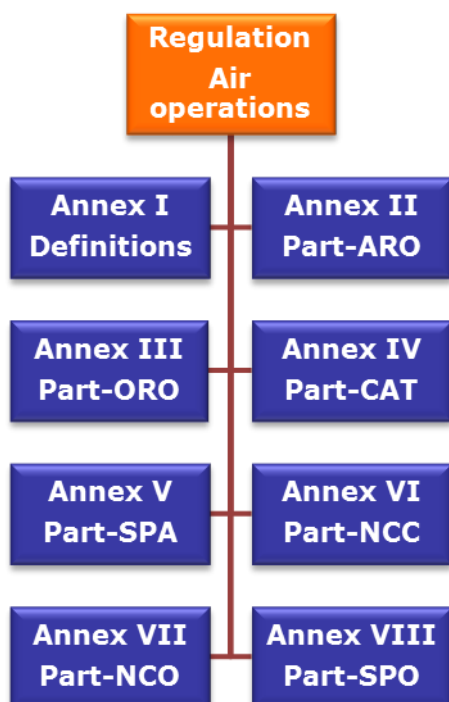 Regulation
Air
operations
Annex I
Definitions
Annex II
Part-ARO
Annex III
Part-ORO
Annex IV
Part-CAT
Annex V
Part-SPA
Annex VI
Part-NCC
Annex VII
Part-NCO
Annex VIII
Part-SPO